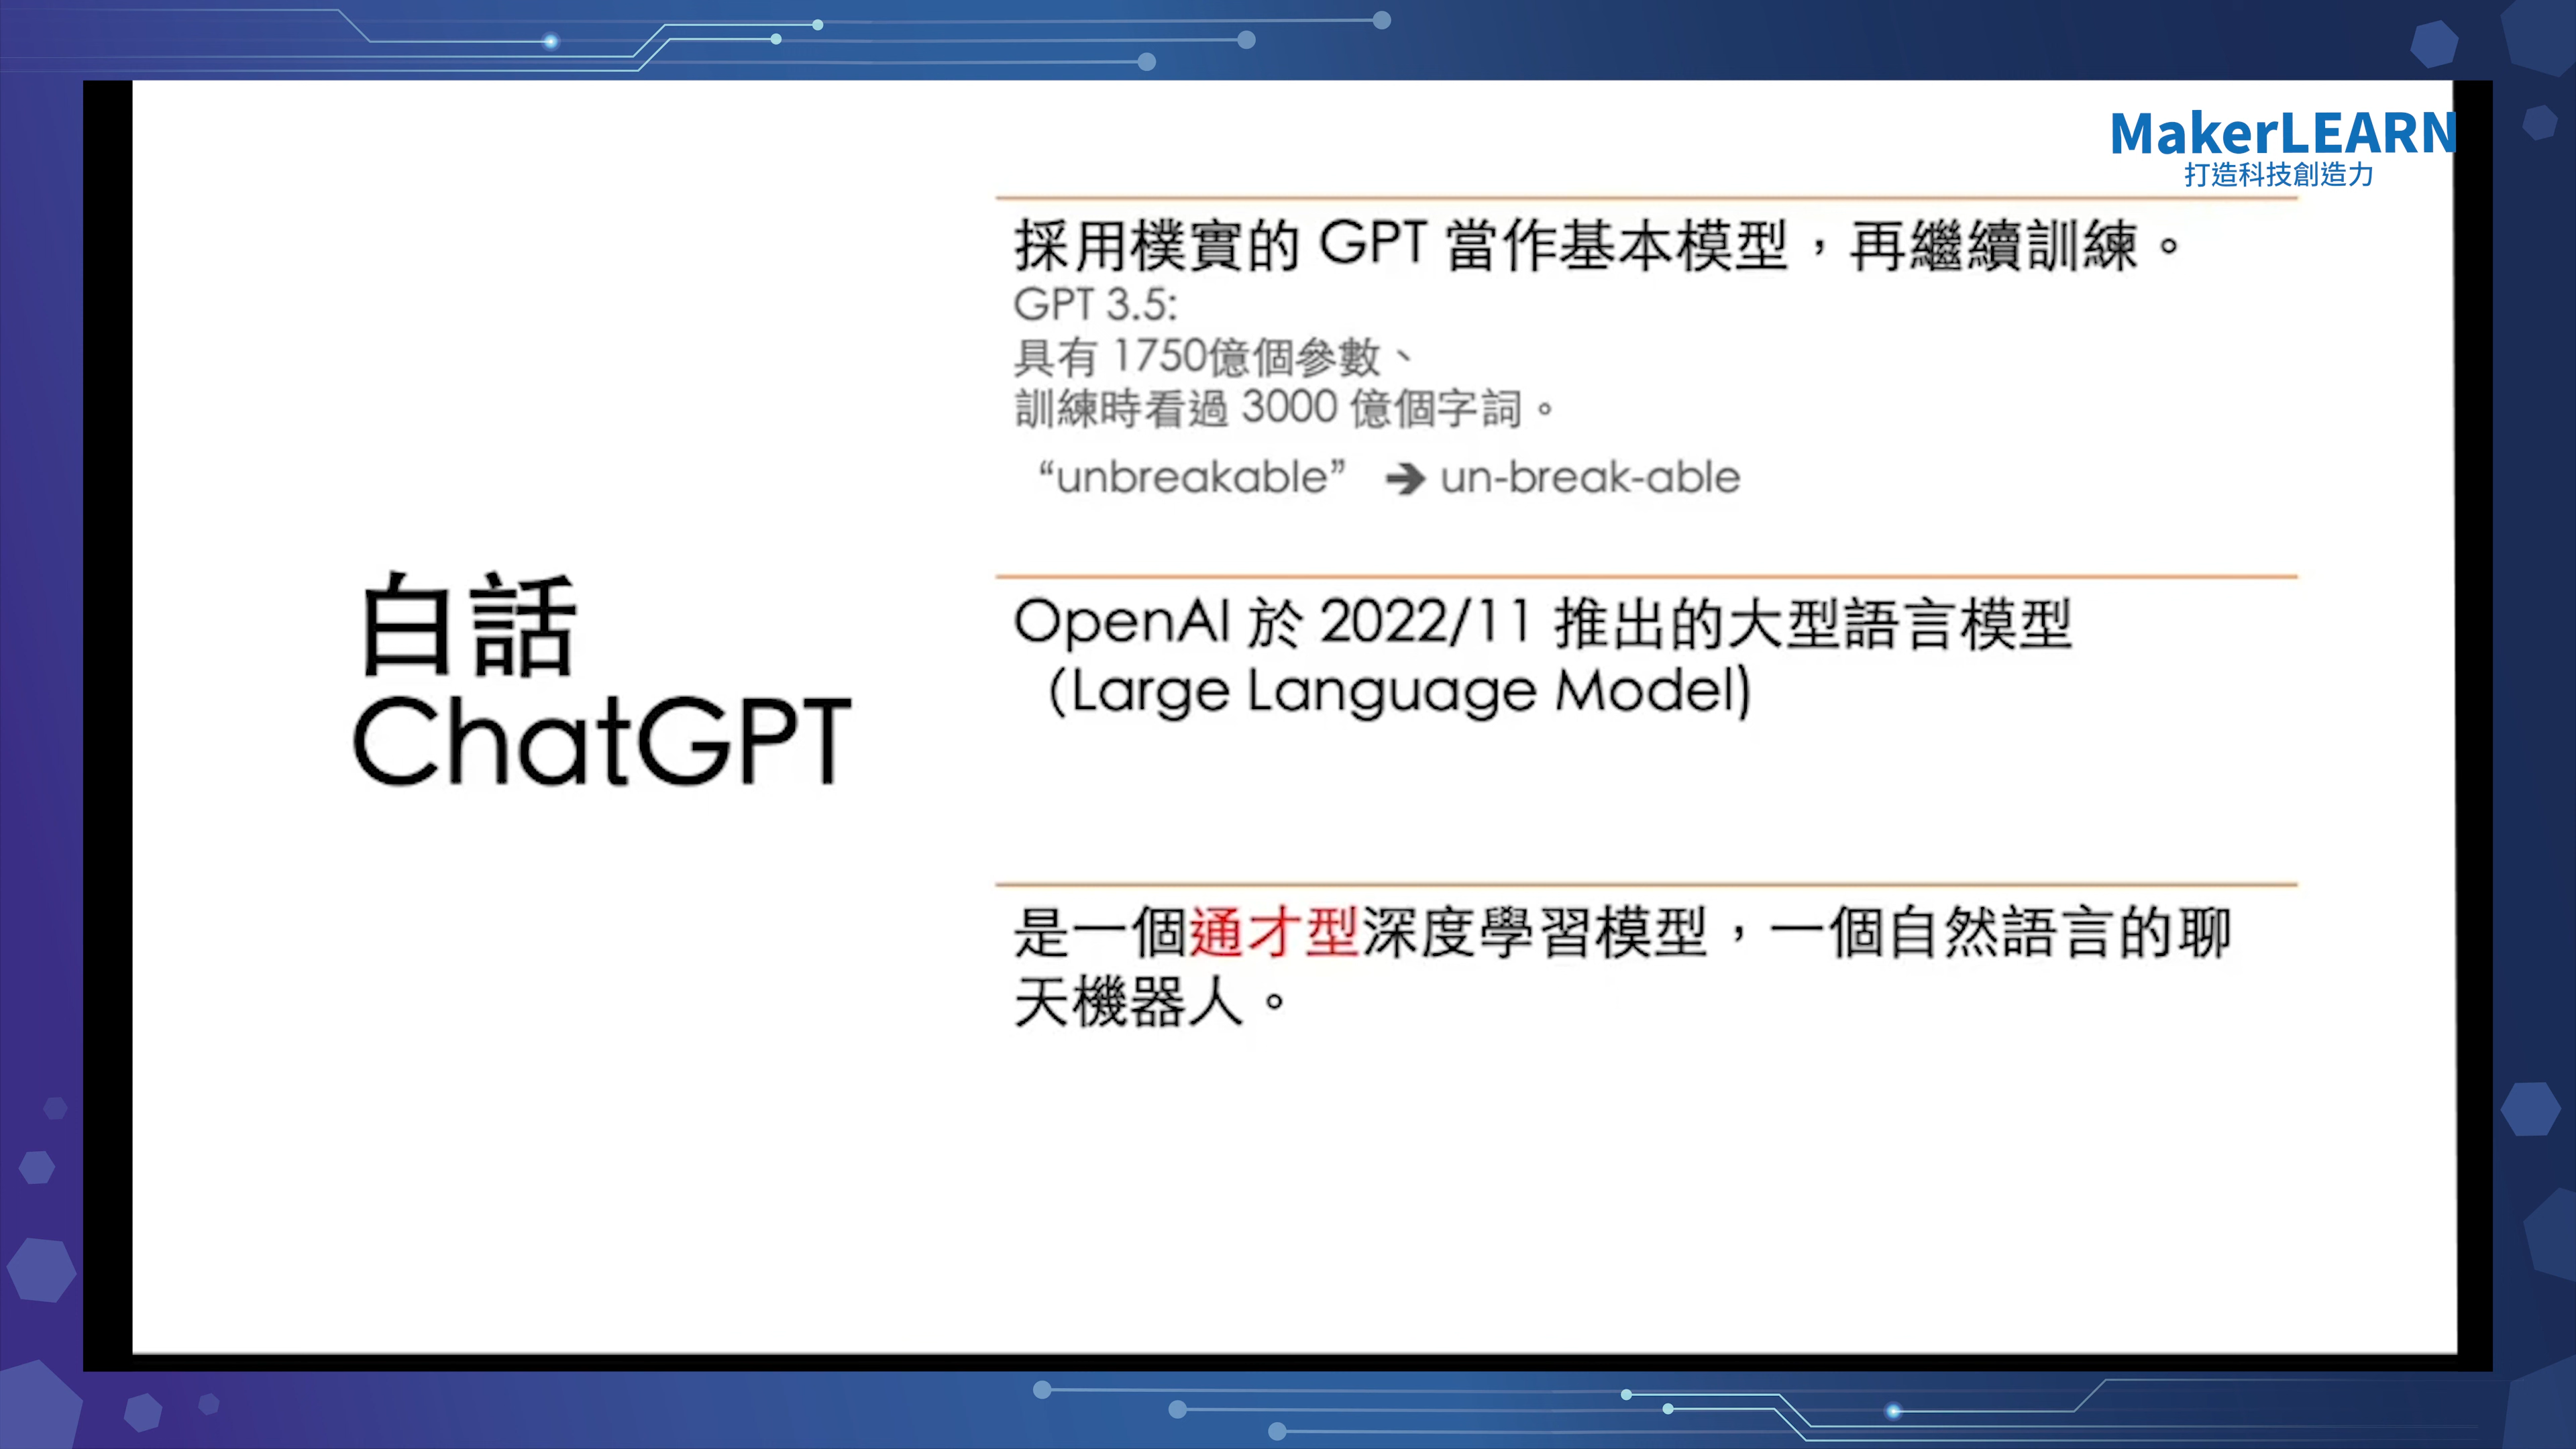 MakerLEARN
打造科技創造力
白話
ChatGPT
採用樸實的 GPT 當作基本模型，再繼續訓練。
GPT 3.5:
具有 1750億個參數、
訓練時看過 3000 億個字詞。
“unbreakable” ➔ un-break-able
OpenAI 於 2022/11 推出的大型語言模型
（Large Language Model)
是一個通才型深度學習模型，一個自然語言的聊
天機器人。